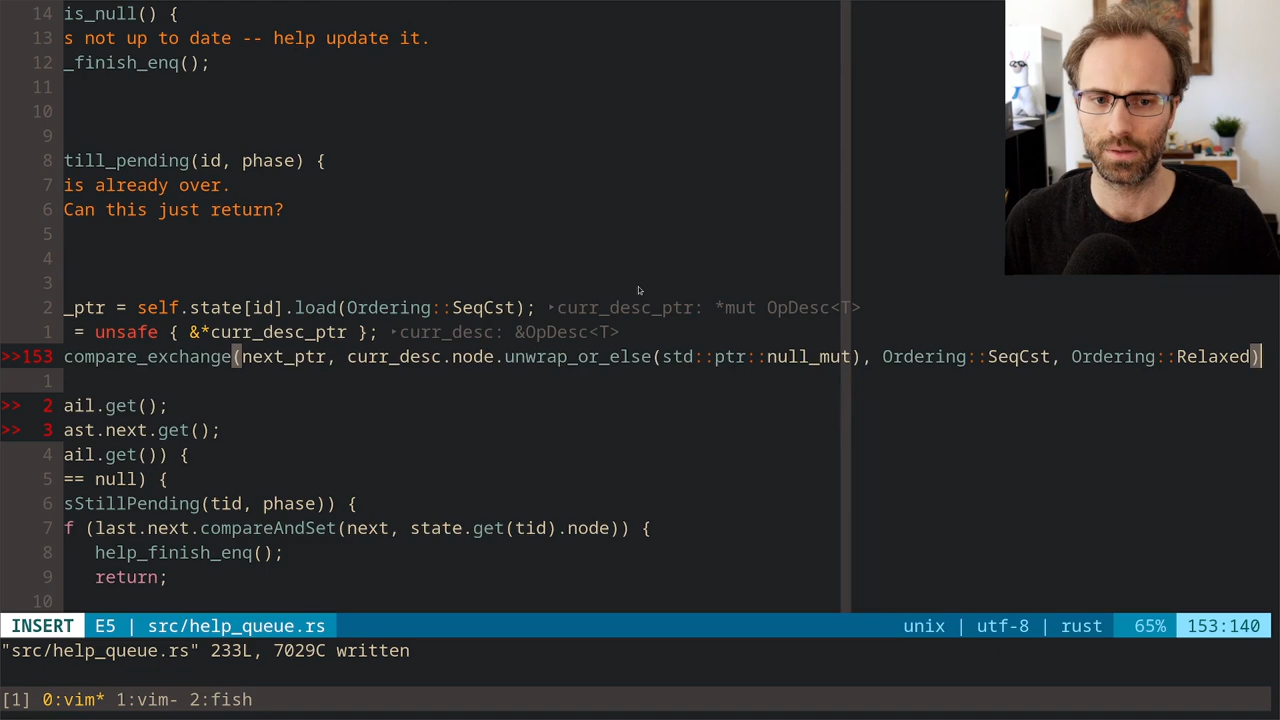 14 is_null() {
13 s not up to date -- help update it.
12 _finish_enq();
11
10
9
8 till_pending(id, phase) {
7 is already over.
6 Can this just return?
5
4
3
2 _ptr = self.state[id].load(Ordering::SeqCst); ‣curr_desc_ptr: *mut OpDesc<T>
1 = unsafe { &*curr_desc_ptr }; ‣curr_desc: &OpDesc<T>
>>153 compare_exchange(next_ptr, curr_desc.node.unwrap_or_else(std::ptr::null_mut), Ordering::SeqCst, Ordering::Relaxed)
1
>> 2 ail.get();
>> 3 ast.next.get();
4 ail.get()) {
5 == null) {
6 sStillPending(tid, phase)) {
7 f (last.next.compareAndSet(next, state.get(tid).node)) {
8 help_finish_enq();
9 return;
10
INSERT E5 | src/help_queue.rs unix | utf-8 | rust 65% 153:140
"src/help_queue.rs" 233L, 7029C written
[1] 0:vim* 1:vim- 2:fish